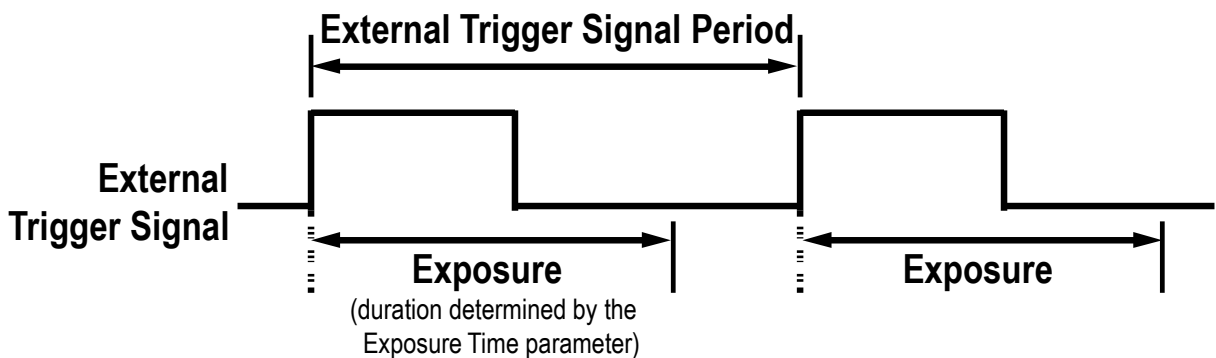 External Trigger Signal Period
External
Trigger Signal
Exposure
(duration determined by the
Exposure Time parameter)
Exposure